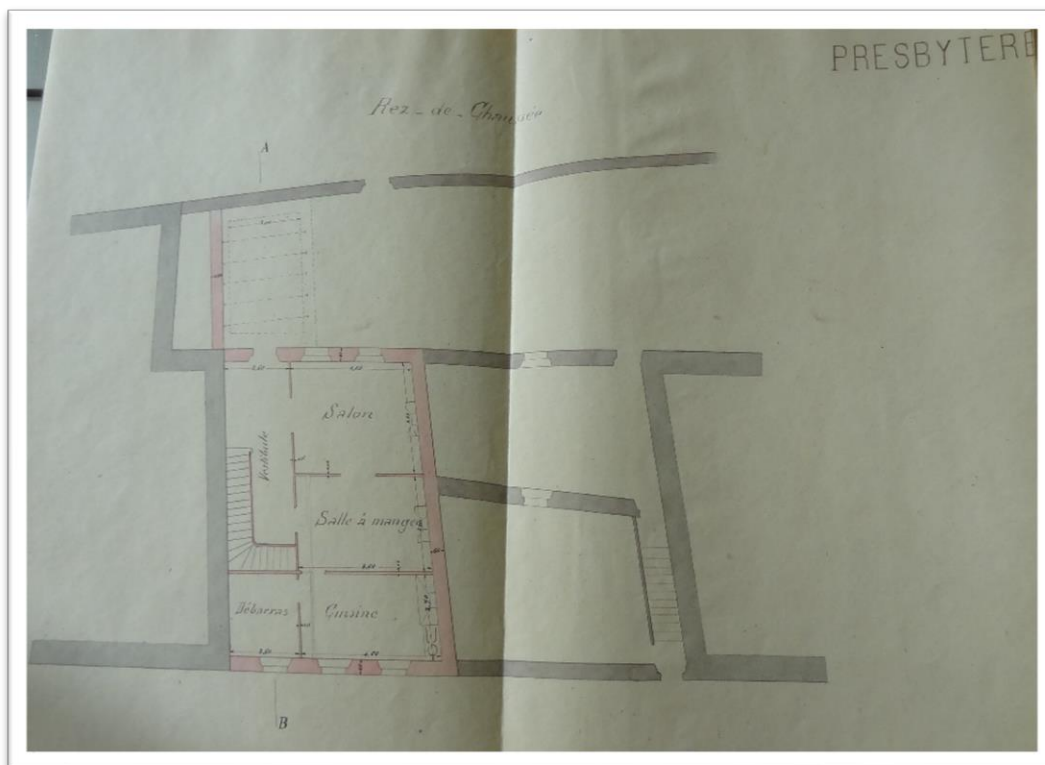 PRESBYTERE
Rez-de-Chaussée
A
Salon
Vestibule
Salle à manger
Débarras
Cuisine
B